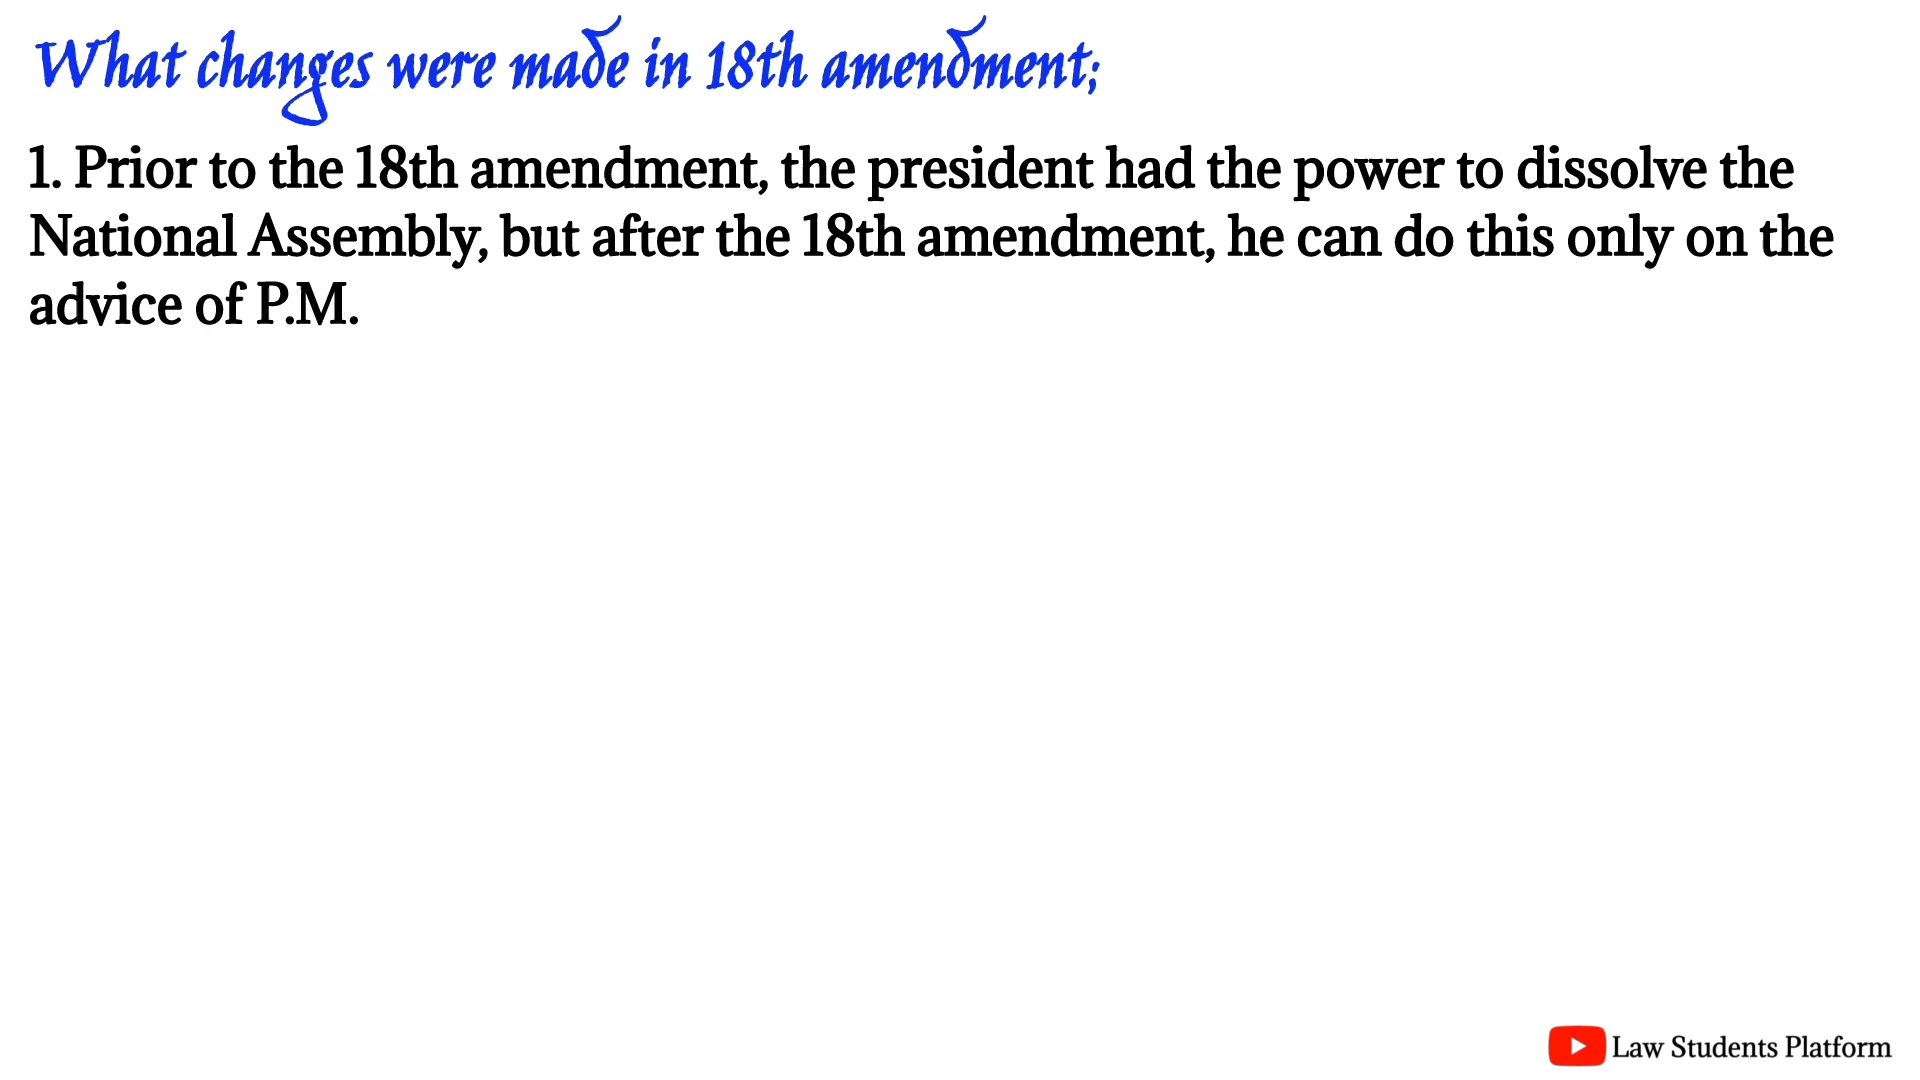 What changes were made in 18th amendment;
1. Prior to the 18th amendment, the president had the power to dissolve the
National Assembly, but after the 18th amendment, he can do this only on the
advice of P.M.
Law Students Platform